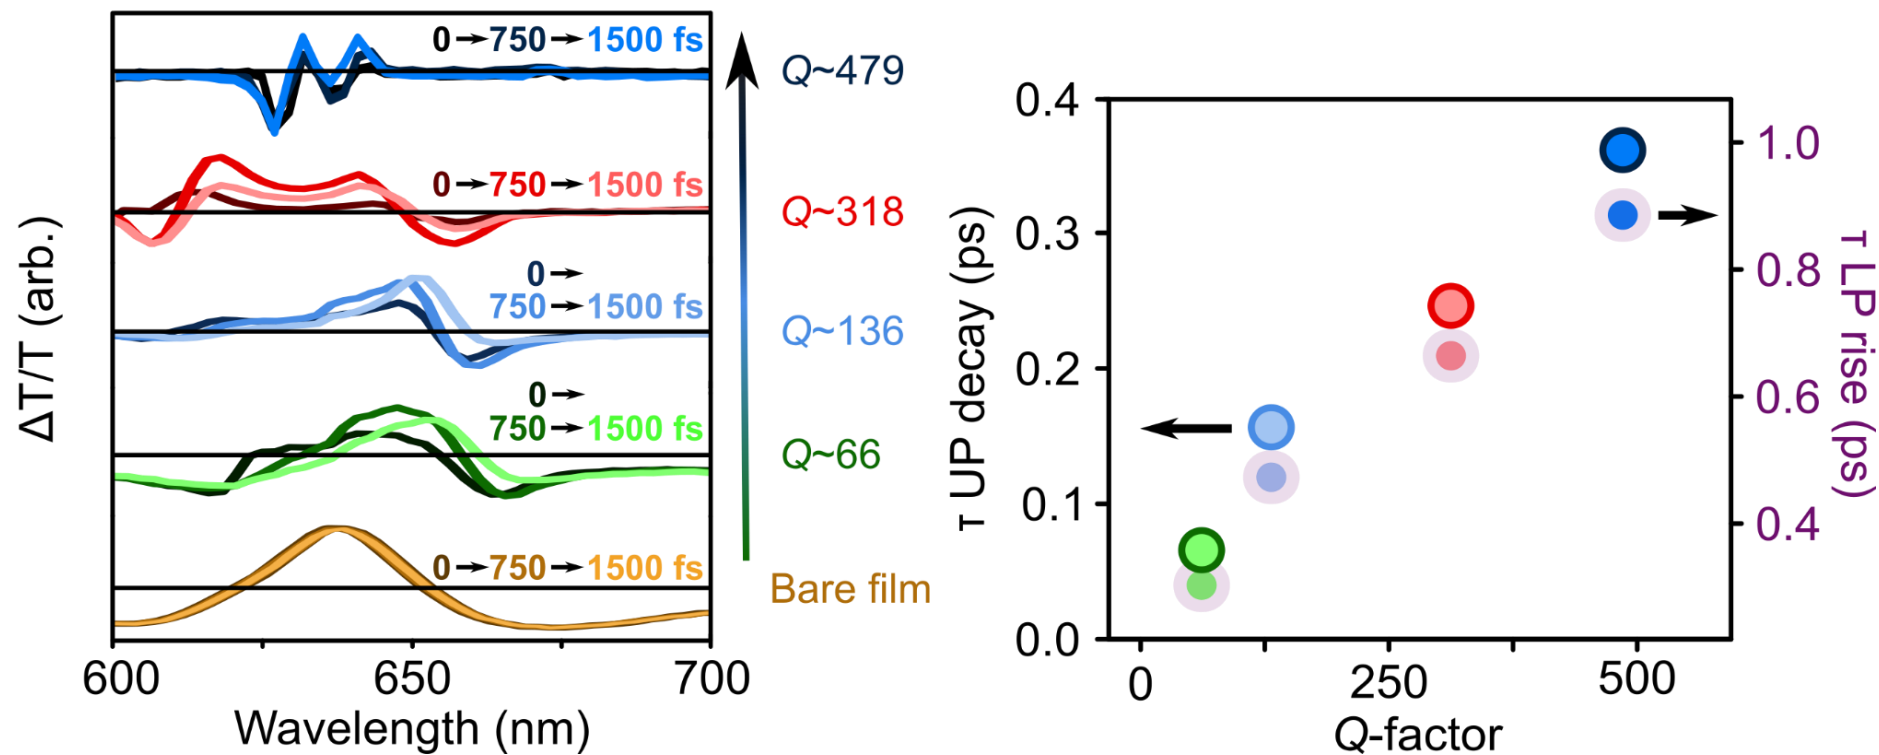 ΔT/T (arb.)
0→750→1500 fs
Q~479
0→750→1500 fs
Q~318
0→
750→1500 fs
Q~136
0→
750→1500 fs
Q~66
0→750→1500 fs
Bare film
600
650
700
Wavelength (nm)
τ UP decay (ps)
0.4
0.3
0.2
0.1
0.0
0
250
500
Q-factor
1.0
0.8
0.6
0.4
τ LP rise (ps)